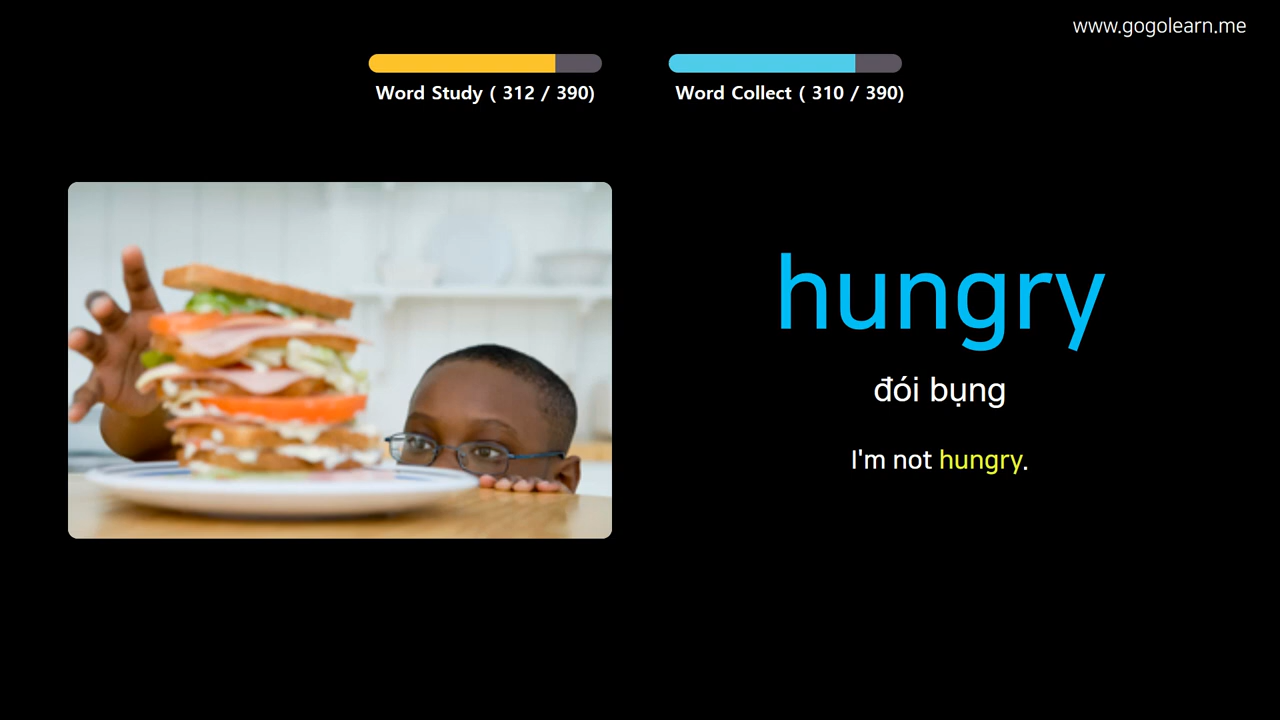 www.gogolearn.me
Word Study ( 312 / 390)
Word Collect ( 310 / 390)
hungry
đói bụng
I'm not hungry.